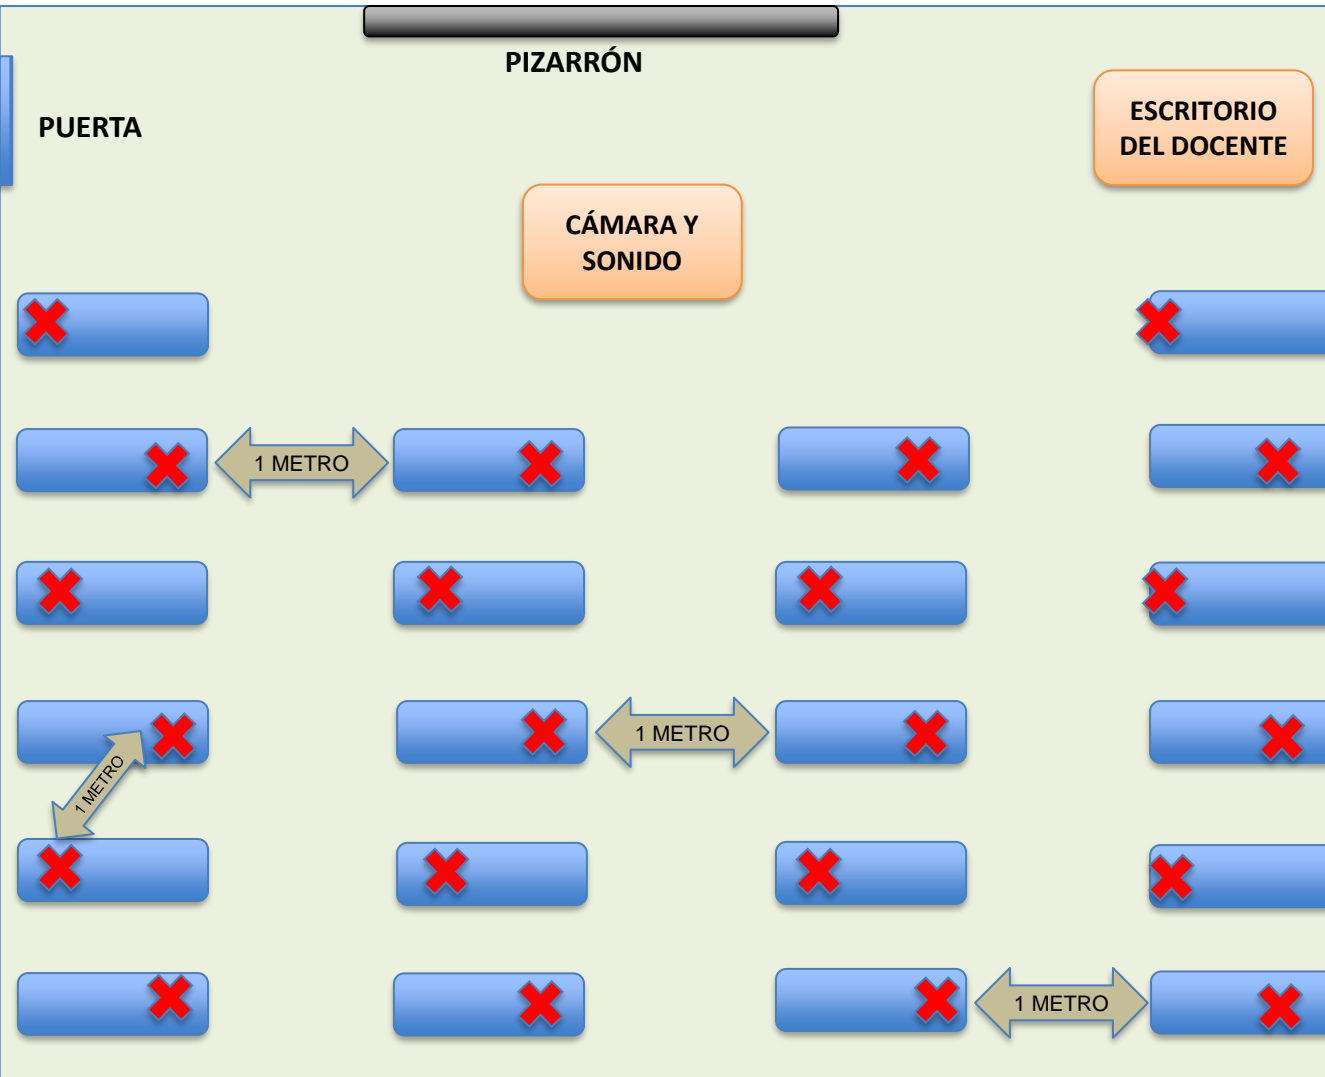 PIZARRÓN
PUERTA
ESCRITORIO
DEL DOCENTE
CÁMARA Y
SONIDO
1 METRO
1 METRO
1 METRO
1 METRO